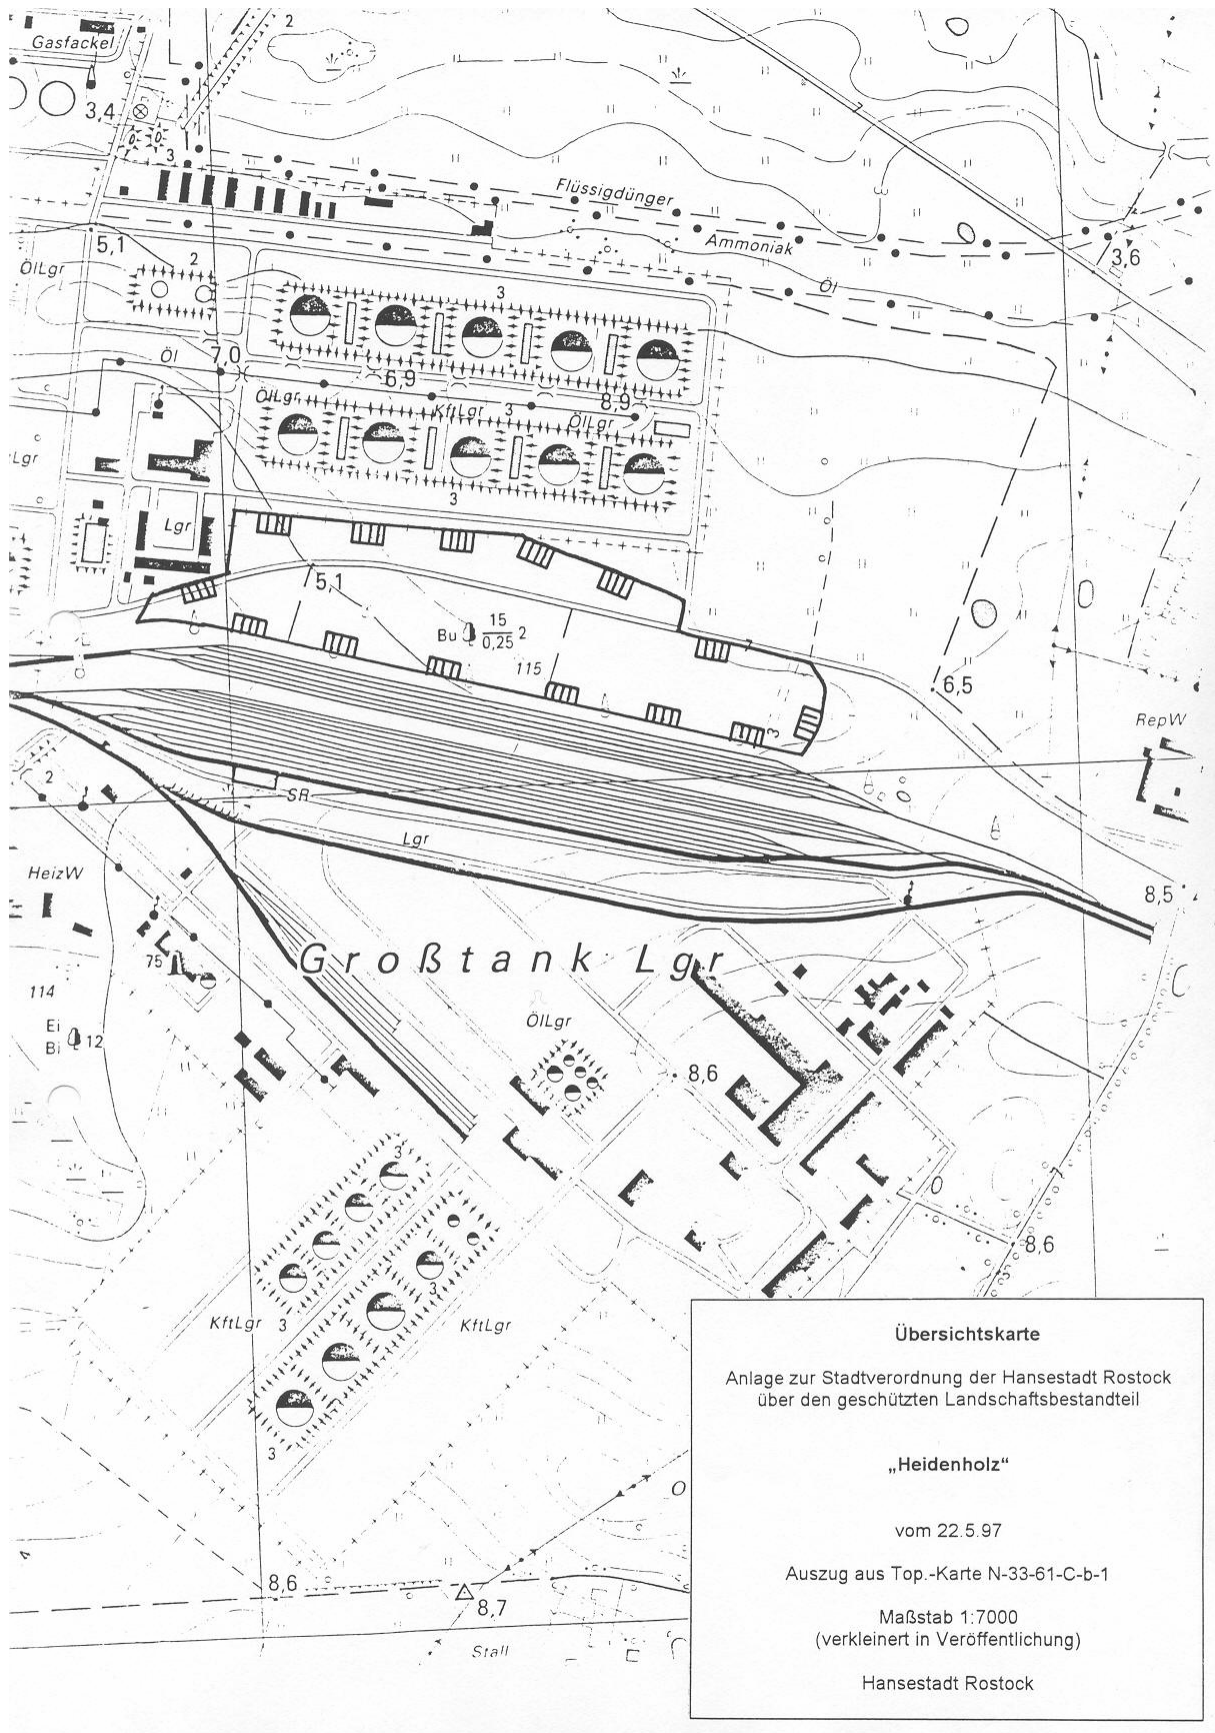 Gasfackel
2
3,4
3
Flüssigdünger
Ammoniak
3,6
5,1
ÖlLgr
2
3
Öl
Öl
7,0
6,9
8,9
ÖlLgr
KftLgr
3
ÖlLgr
Lgr
3
Lgr
5,1
Bu
15
0,25
2
115
6,5
3
RepW
2
SR
Lgr
HeizW
8,5
75
Großtank Lgr
114
Ei
Bi
12
ÖlLgr
8,6
3
8,6
3
KftLgr
3
KftLgr
3
8,6
8,7
Stall
Übersichtskarte
Anlage zur Stadtverordnung der Hansestadt Rostock
über den geschützten Landschaftsbestandteil
„Heidenholz“
vom 22.5.97
Auszug aus Top.-Karte N-33-61-C-b-1
Maßstab 1:7000
(verkleinert in Veröffentlichung)
Hansestadt Rostock